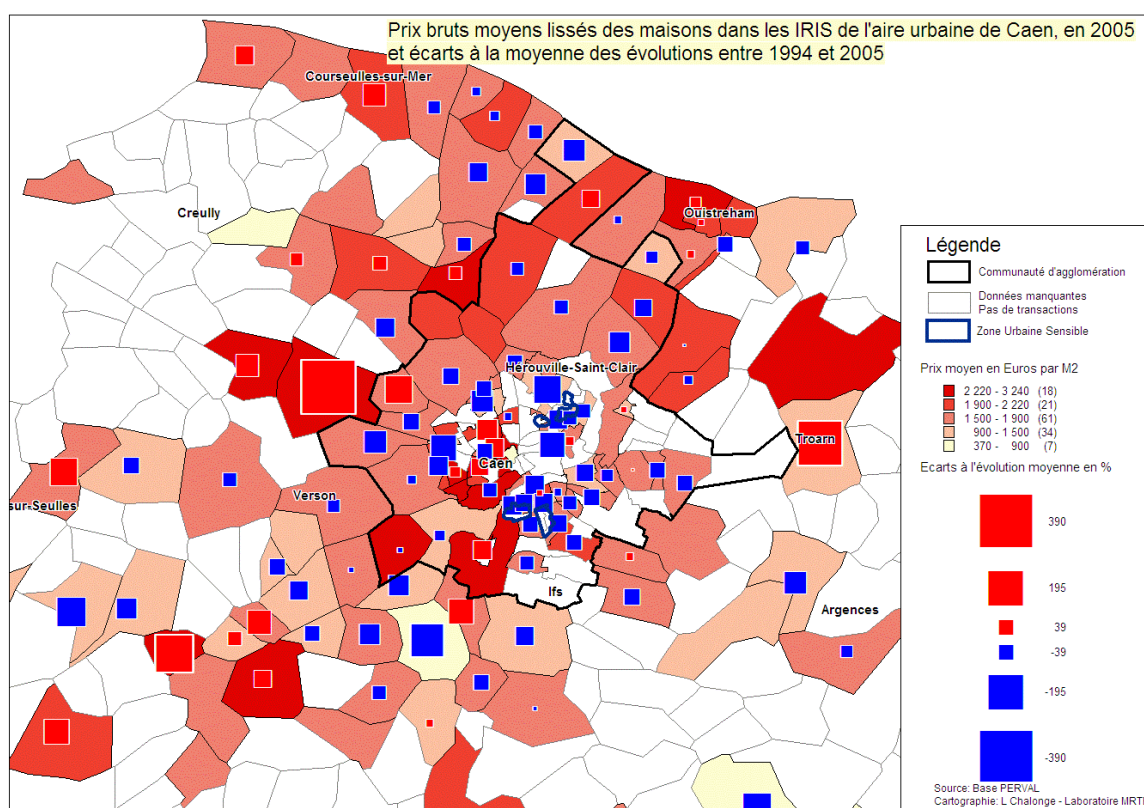 Prix bruts moyens lissés des maisons dans les IRIS de l'aire urbaine de Caen, en 2005
et écarts à la moyenne des évolutions entre 1994 et 2005
Courseulles-sur-Mer
Creully
Ouistreham
Hérouville-Saint-Clair
Troarn
Caen
Verson
sur-Seulles
Ifs
Argences
Légende
Communauté d'agglomération
Données manquantes
Pas de transactions
Zone Urbaine Sensible
Prix moyen en Euros par M2
2 220 - 3 240 (18)
1 900 - 2 220 (21)
1 500 - 1 900 (61)
900 - 1 500 (34)
370 - 900 (7)
Ecarts à l'évolution moyenne en %
390
195
39
-39
-195
-390
Source: Base PERVAL
Cartographie: L Chalonge - Laboratoire MRT